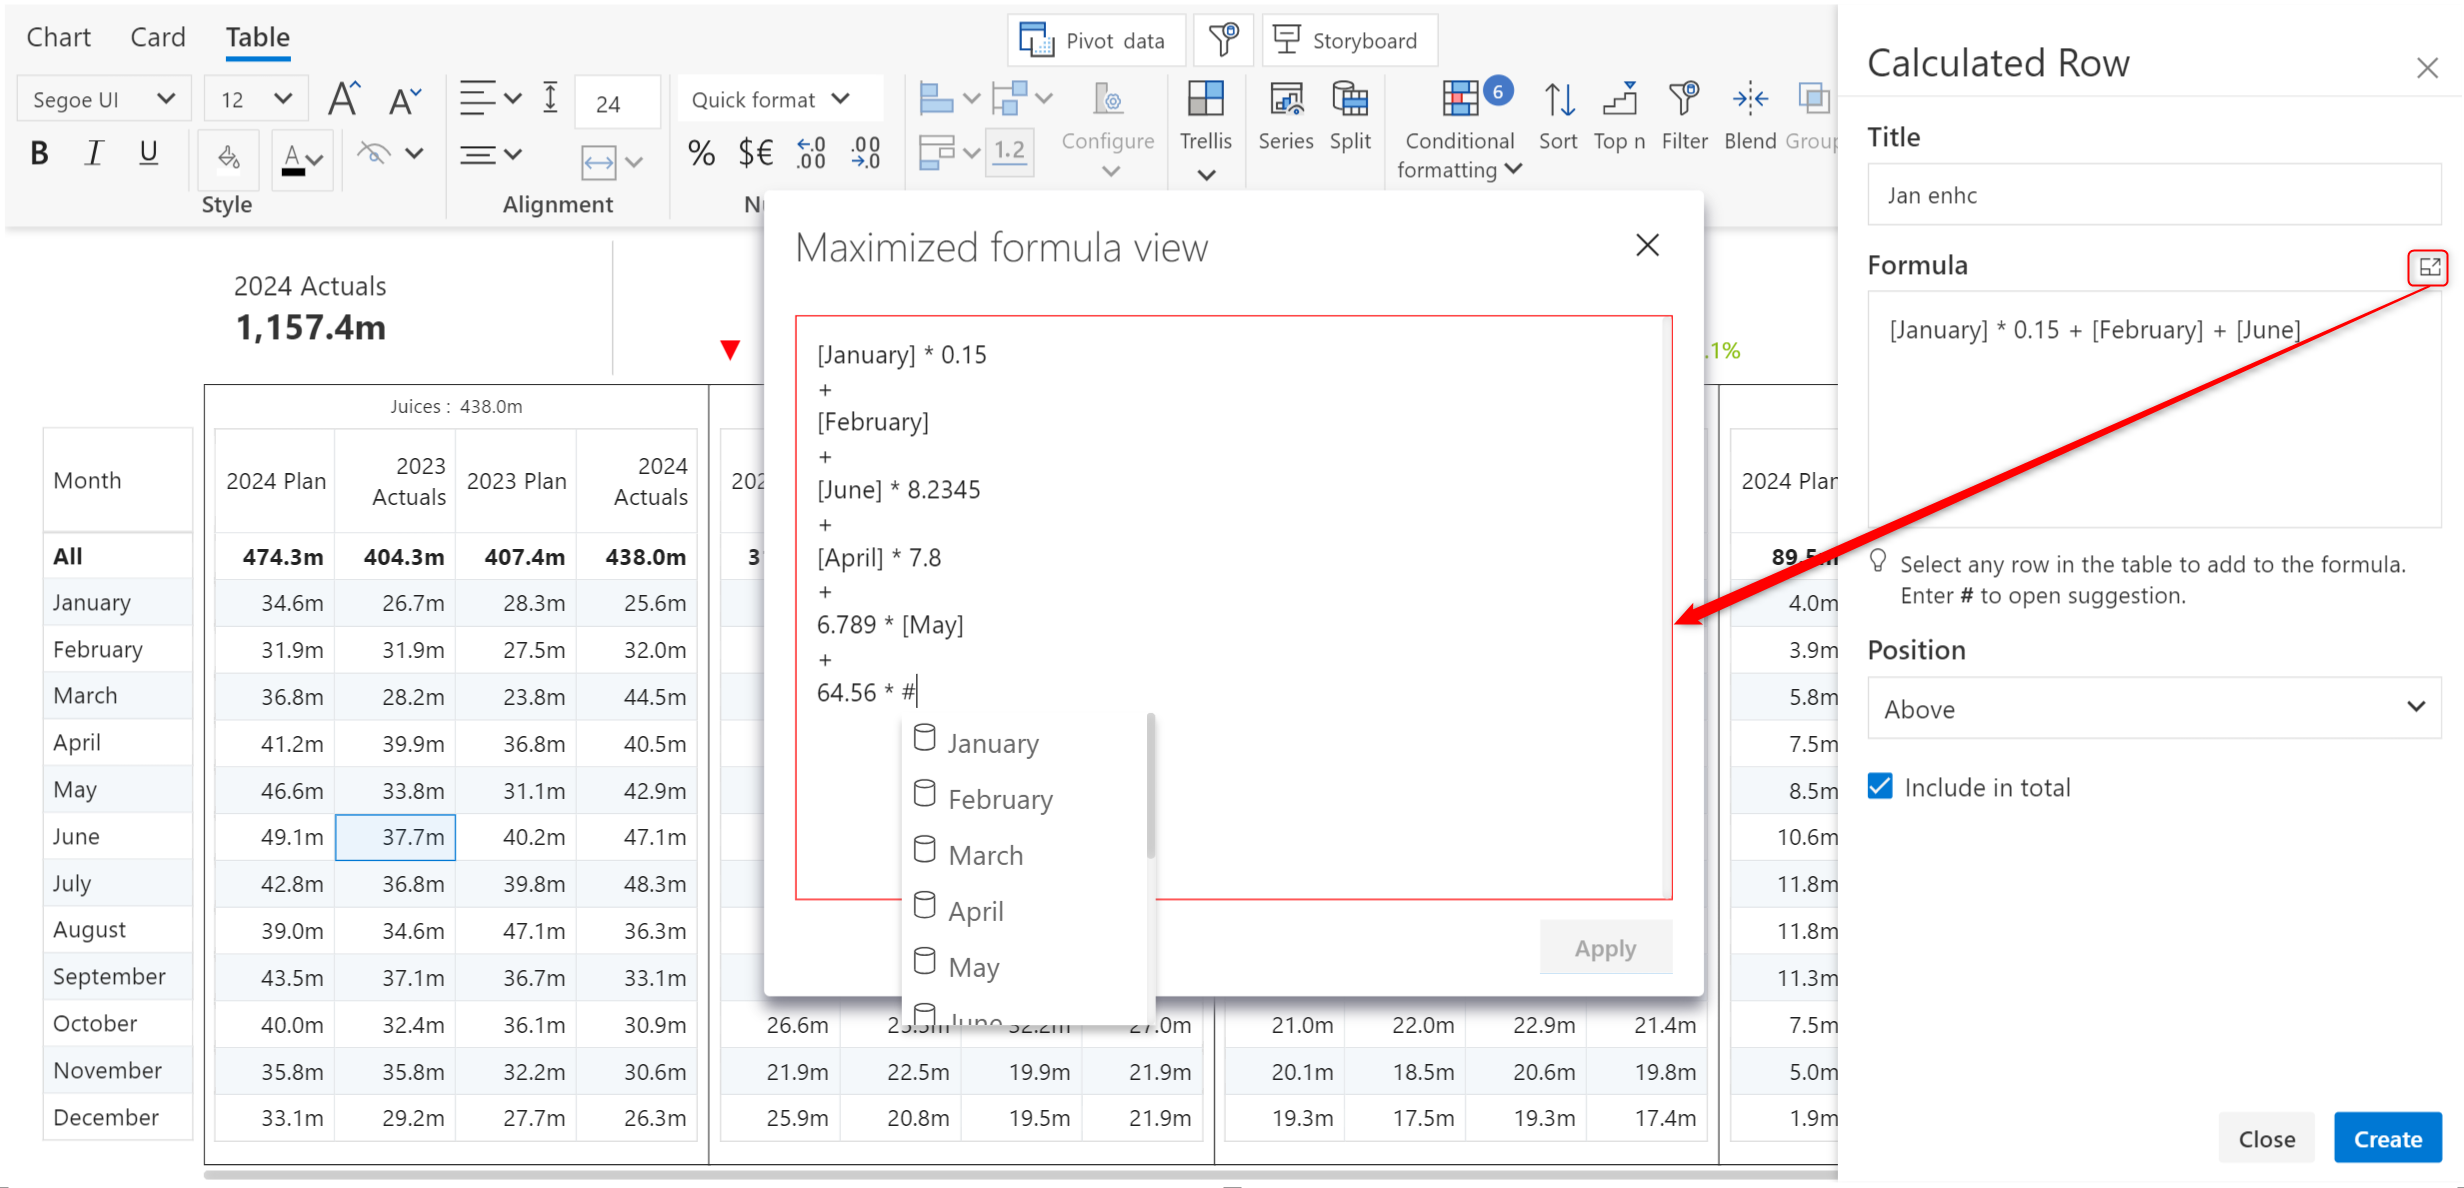 Chart Card Table
Pivot data
Storyboard
Segoe UI 12 24 Quick format
B I U A % $€ 1.2
Configure
Trellis
Series
Split
6
Conditional
formatting
Sort
Top n
Filter
Blend
Group
Style
Alignment
2024 Actuals
1,157.4m
.1%
Juices : 438.0m
Month 2024 Plan 2023 Actuals 2023 Plan 2024 Actuals 2024 Plan
All 474.3m 404.3m 407.4m 438.0m
January 34.6m 26.7m 28.3m 25.6m 4.0m
February 31.9m 31.9m 27.5m 32.0m 3.9m
March 36.8m 28.2m 23.8m 44.5m 5.8m
April 41.2m 39.9m 36.8m 40.5m 7.5m
May 46.6m 33.8m 31.1m 42.9m 8.5m
June 49.1m 37.7m 40.2m 47.1m 10.6m
July 42.8m 36.8m 39.8m 48.3m 11.8m
August 39.0m 34.6m 47.1m 36.3m 11.8m
September 43.5m 37.1m 36.7m 33.1m 11.3m
October 40.0m 32.4m 36.1m 30.9m 26.6m 27.0m 21.0m 22.0m 22.9m 21.4m 7.5m
November 35.8m 35.8m 32.2m 30.6m 21.9m 22.5m 19.9m 21.9m 20.1m 18.5m 20.6m 19.8m 5.0m
December 33.1m 29.2m 27.7m 26.3m 25.9m 20.8m 19.5m 21.9m 19.3m 17.5m 19.3m 17.4m 1.9m
Maximized formula view
[January] * 0.15
+
[February]
+
[June] * 8.2345
+
[April] * 7.8
+
6.789 * [May]
+
64.56 * #
January
February
March
April
May
June
Apply
Calculated Row
Title
Jan enhc
Formula
[January] * 0.15 + [February] + [June]
Select any row in the table to add to the formula.
Enter # to open suggestion.
Position
Above
Include in total
Close Create